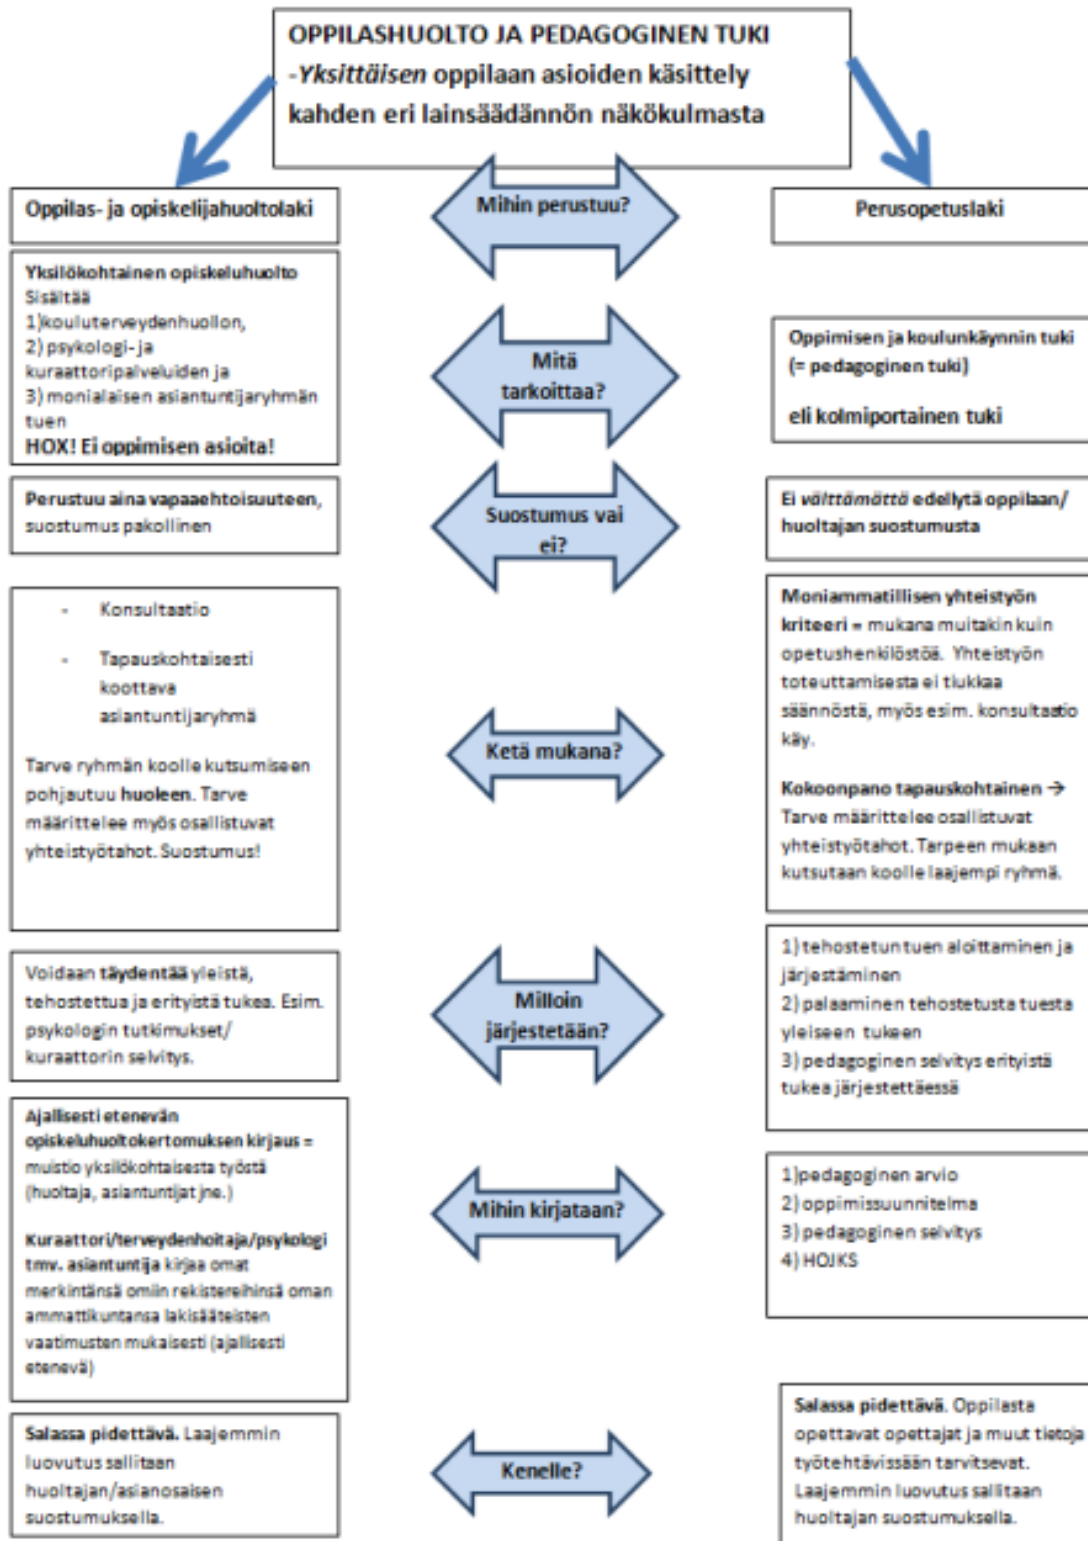 OPPILASHUOLTO JA PEDAGOGINEN TUKI
-Yksittäisen oppilaan asioiden käsittely
kahden eri lainsäädännön näkökulmasta
Oppilas- ja opiskelijahuoltolaki
Mihin perustuu?
Perusopetuslaki
Yksilökohtainen opiskeluhuolto
Sisältää
1)kouluterveydenhuollon,
2) psykologi- ja
kuraattoripalveluiden ja
3) monialaisen asiantuntijaryhmän
tuen
HOX! Ei oppimisen asioita!
Mitä
tarkoittaa?
Oppimisen ja koulunkäynnin tuki
(= pedagoginen tuki)
eli kolmiportainen tuki
Perustuu aina vapaaehtoisuuteen,
suostumus pakollinen
Suostumus vai
ei?
Ei välttämättä edellytä oppilaan/
huoltajan suostumusta
- Konsultaatio
- Tapauskohtaisesti
koottava
asiantuntijaryhmä
Tarve ryhmän koolle kutsumiseen
pohjautuu huoleen. Tarve
määrittelee myös osallistuvat
yhteistyötahot. Suostumus!
Ketä mukana?
Moniammatillisen yhteistyön
kriteeri = mukana muitakin kuin
opetushenkilöstöä. Yhteistyön
toteuttamisesta ei tiukkaa
säännöstä, myös esim. konsultaatio
käy.
Kokoonpano tapauskohtainen →
Tarve määrittelee osallistuvat
yhteistyötahot. Tarpeen mukaan
kutsutaan koolle laajempi ryhmä.
Voidaan täydentää yleistä,
tehostettua ja erityistä tukea. Esim.
psykologin tutkimukset/
kuraattorin selvitys.
Milloin
järjestetään?
1) tehostetun tuen aloittaminen ja
järjestäminen
2) palaaminen tehostetusta tuesta
yleiseen tukeen
3) pedagoginen selvitys erityistä
tukea järjestettäessä
Ajallisesti etenevän
opiskeluhuoltokertomuksen kirjaus =
muistio yksilökohtaisesta työstä
(huoltaja, asiantuntijat jne.)
Kuraattori/terveydenhoitaja/psykologi
tmv. asiantuntija kirjaa omat
merkintänsä omiin rekistereihinsä oman
ammattikuntansa lakisääteisten
vaatimusten mukaisesti (ajallisesti
etenevä)
Mihin kirjataan?
1)pedagoginen arvio
2) oppimissuunnitelma
3) pedagoginen selvitys
4) HOJKS
Salassa pidettävä. Laajemmin
luovutus sallitaan
huoltajan/asianosaisen
suostumuksella.
Kenelle?
Salassa pidettävä. Oppilasta
opettavat opettajat ja muut tietoja
työtehtävissään tarvitsevat.
Laajemmin luovutus sallitaan
huoltajan suostumuksella.